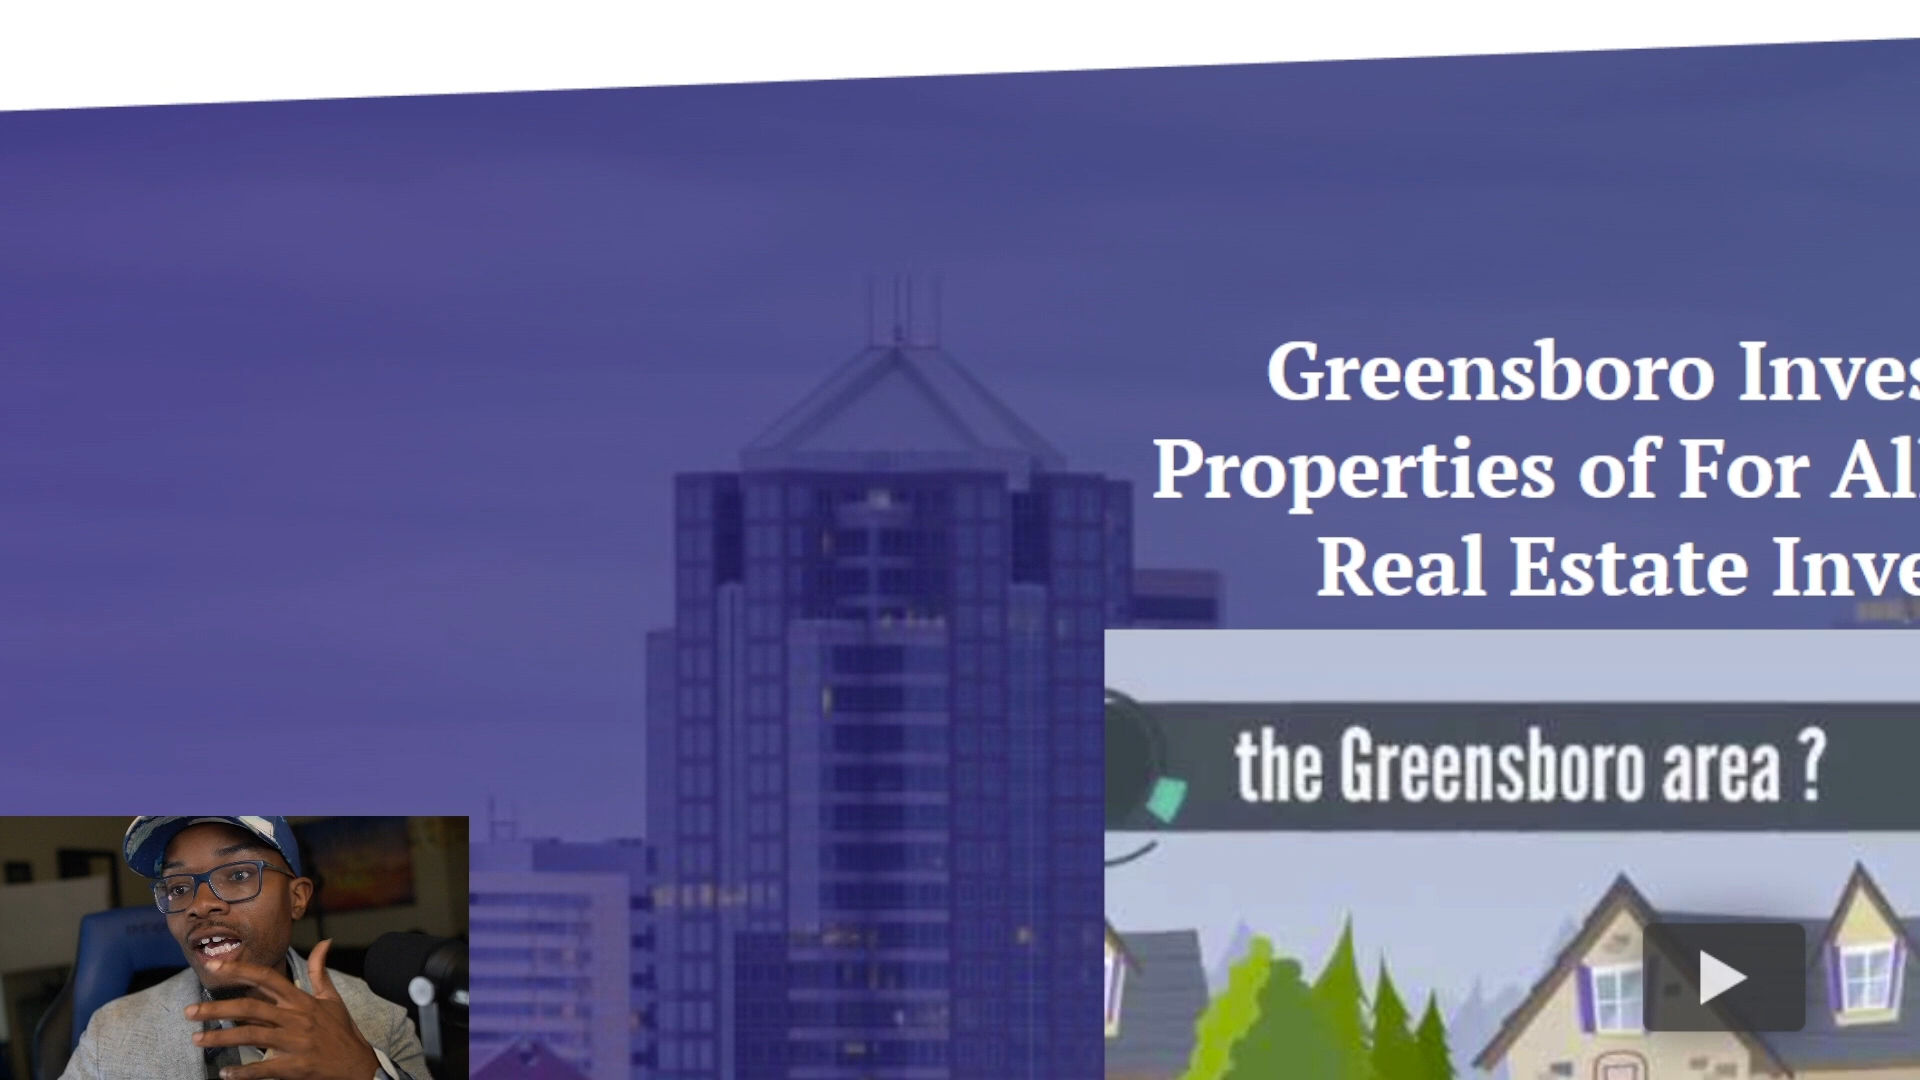 Greensboro Inves
Properties of For Al
Real Estate Inve
the Greensboro area ?